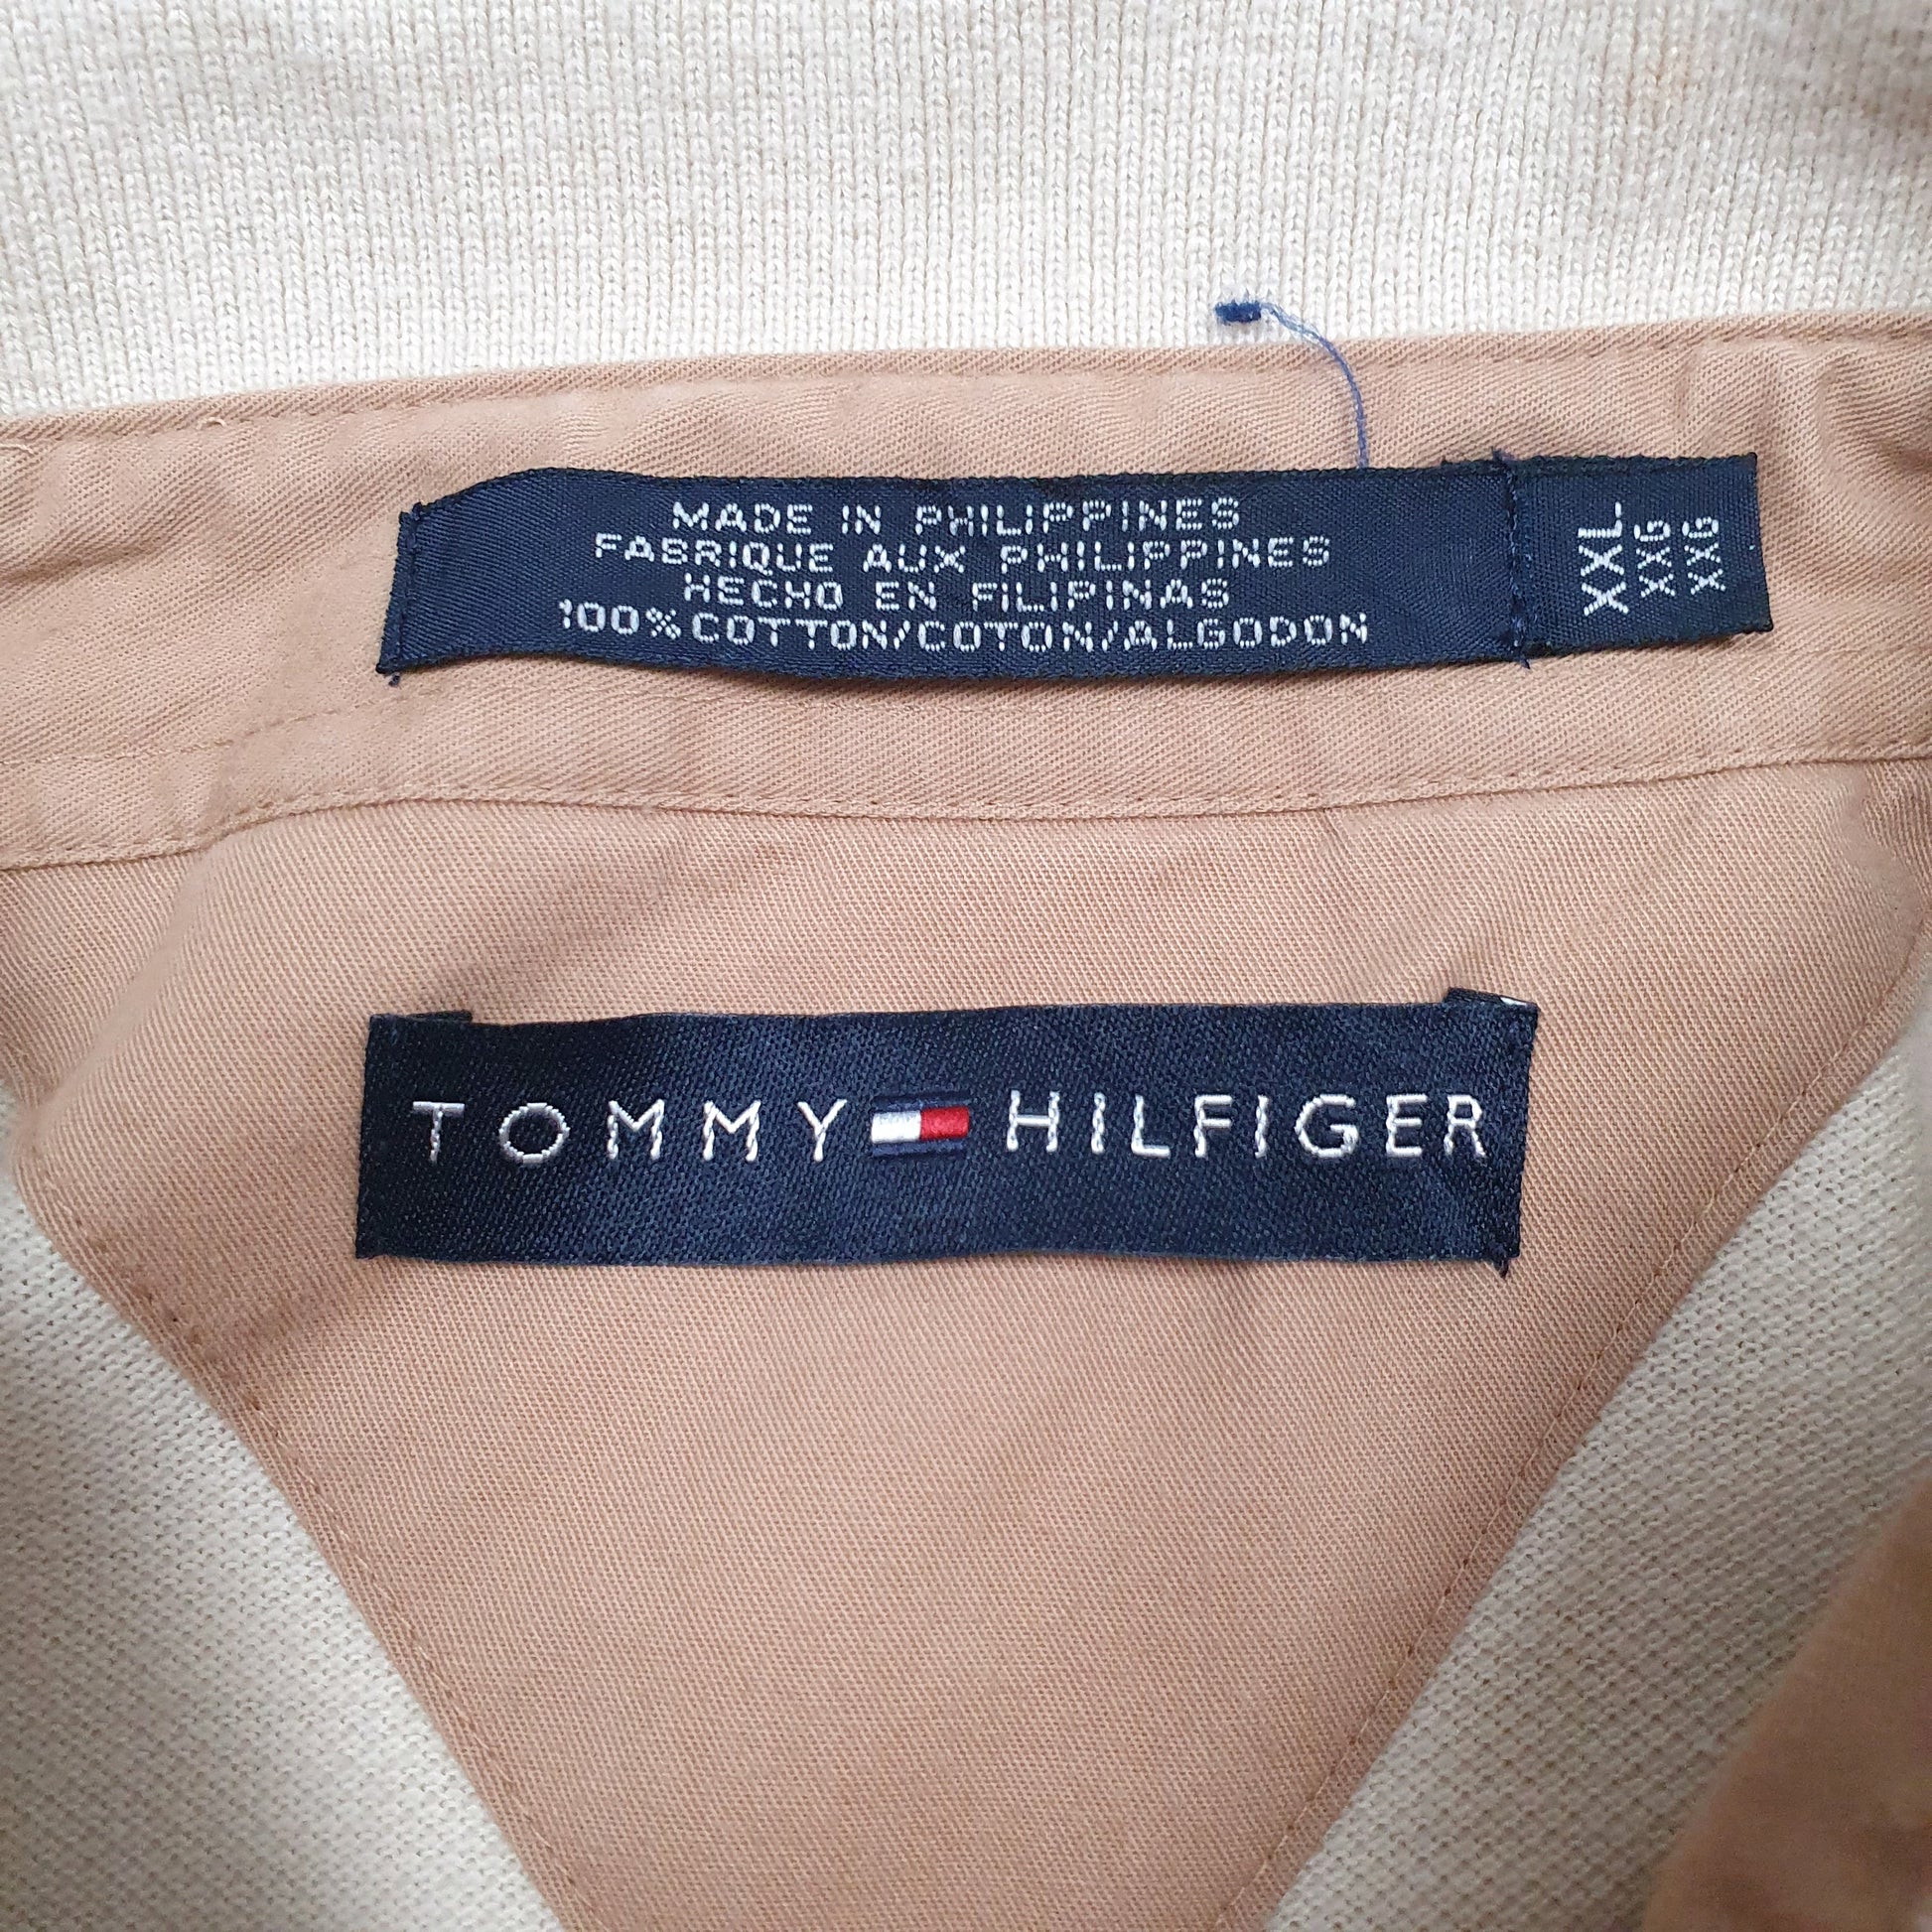 MADE IN PHILIPPINES
FABRIQUE AUX PHILIPPINES
HECHO EN FILIPINAS
100% COTTON/COTON/ALGODON
XXL
XXG
XXG
TOMMY HILFIGER